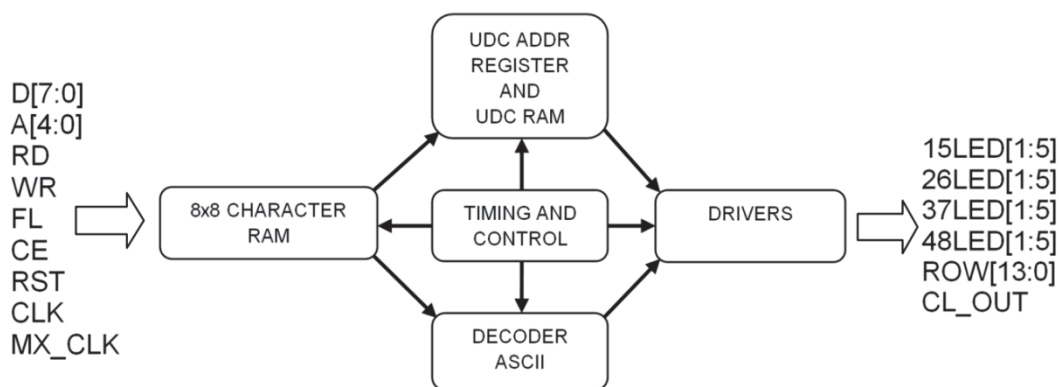 D[7:0]
A[4:0]
RD
WR
FL
CE
RST
CLK
MX_CLK
8x8 CHARACTER
RAM
UDC ADDR
REGISTER
AND
UDC RAM
TIMING AND
CONTROL
DECODER
ASCII
DRIVERS
15LED[1:5]
26LED[1:5]
37LED[1:5]
48LED[1:5]
ROW[13:0]
CL_OUT